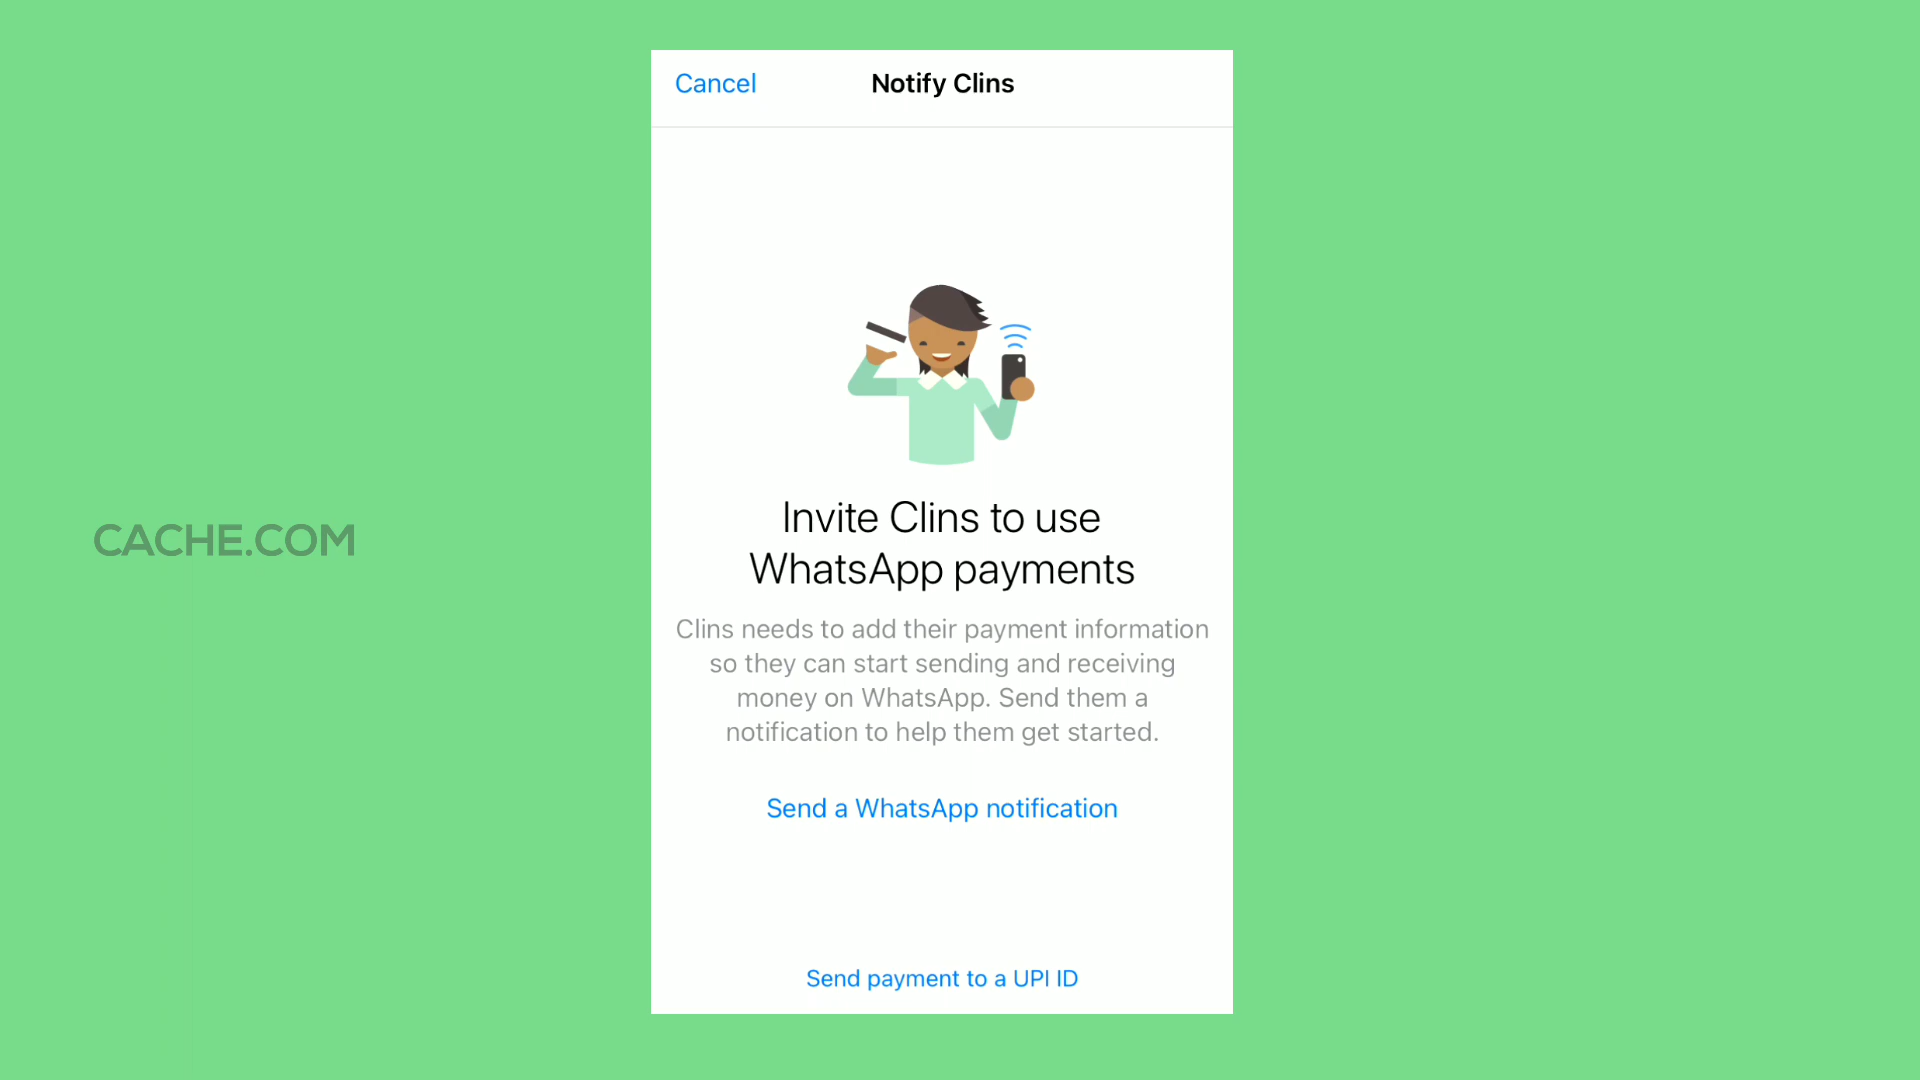 Cancel
Notify Clins
CACHE.COM
Invite Clins to use
WhatsApp payments
Clins needs to add their payment information
so they can start sending and receiving
money on WhatsApp. Send them a
notification to help them get started.
Send a WhatsApp notification
Send payment to a UPI ID